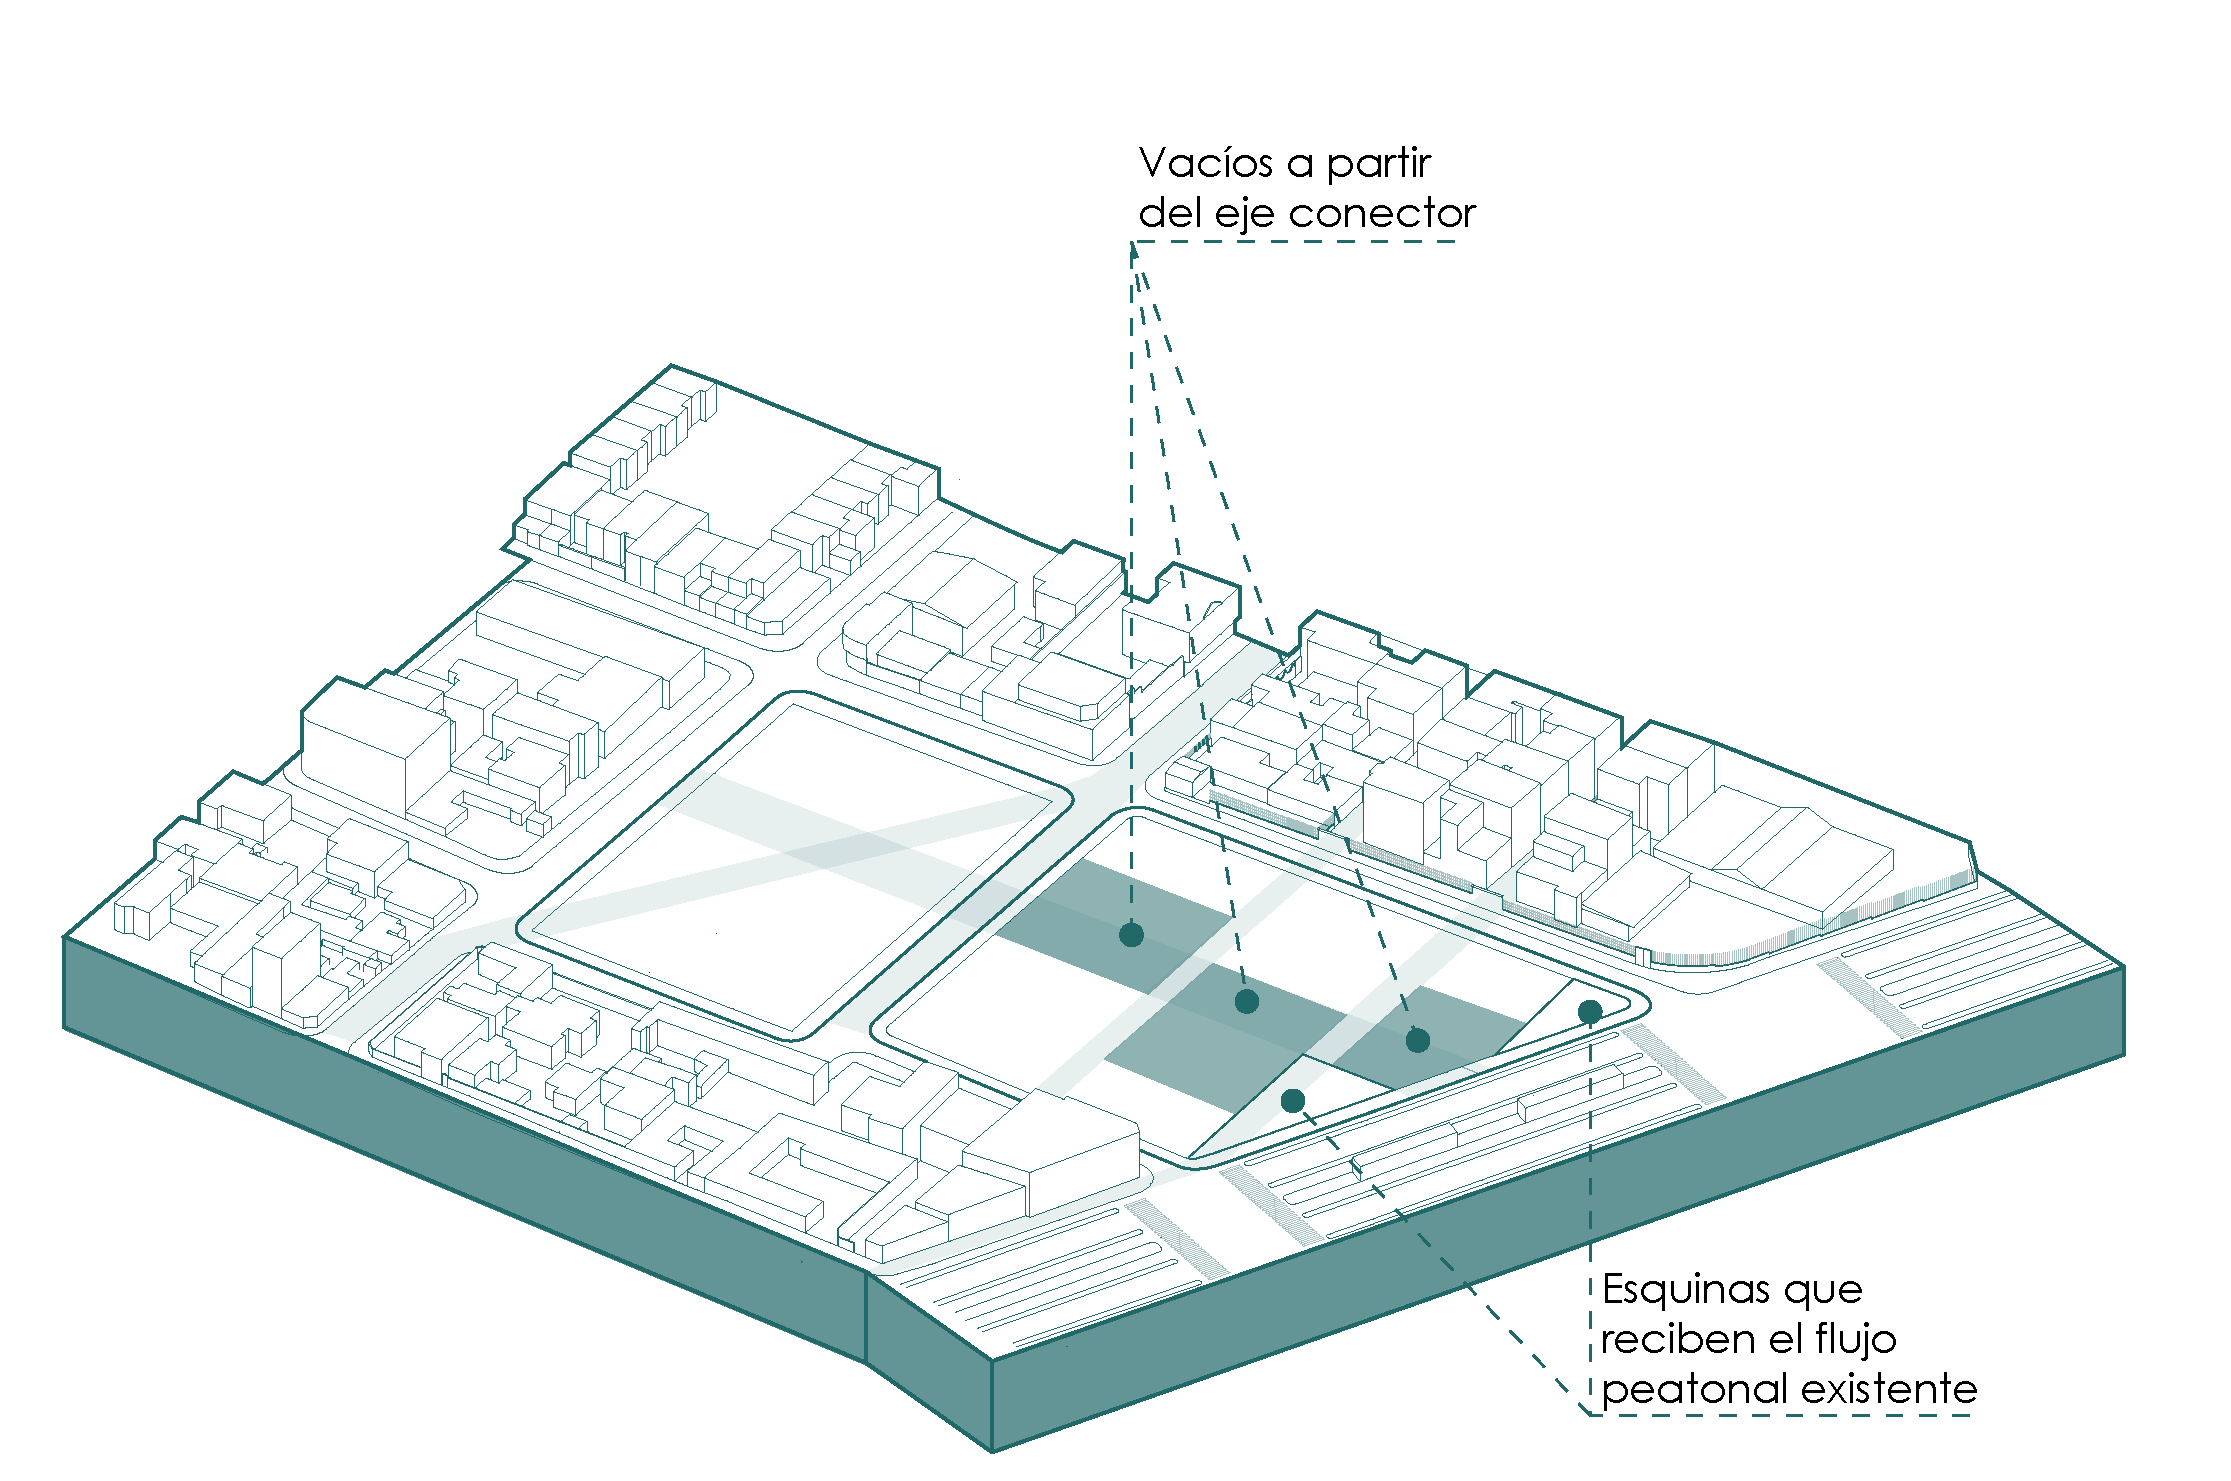 Vacíos a partir
del eje conector
Esquinas que
reciben el flujo
peatonal existente